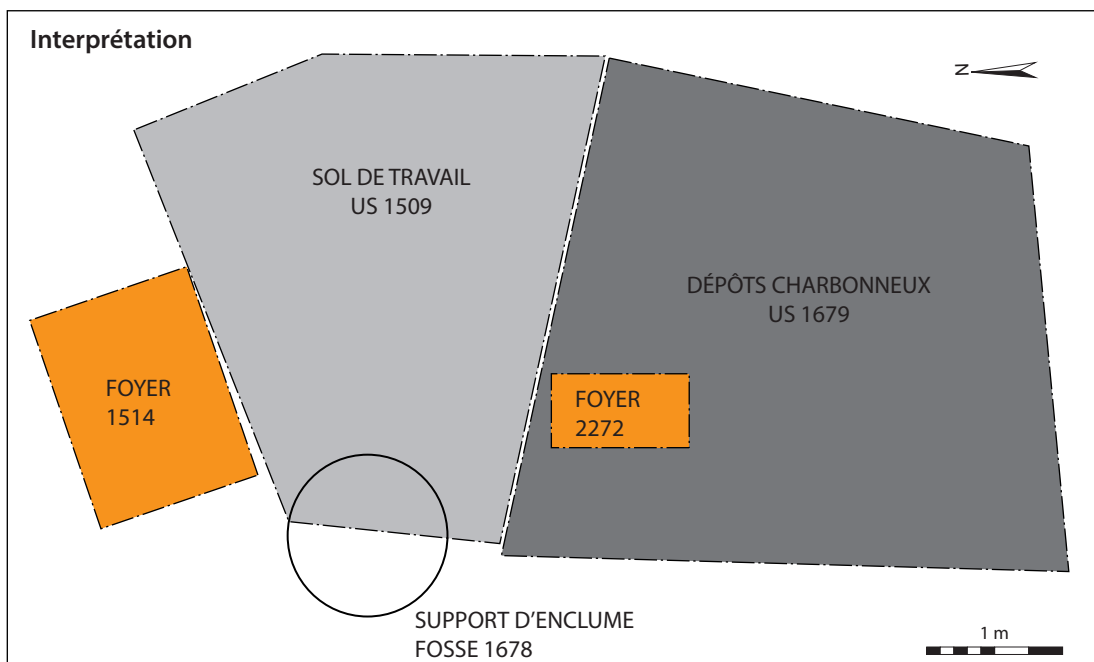 Interprétation
N
SOL DE TRAVAIL
US 1509
DÉPÔTS CHARBONNEUX
US 1679
FOYER
1514
FOYER
2272
SUPPORT D'ENCLUME
FOSSE 1678
1 m